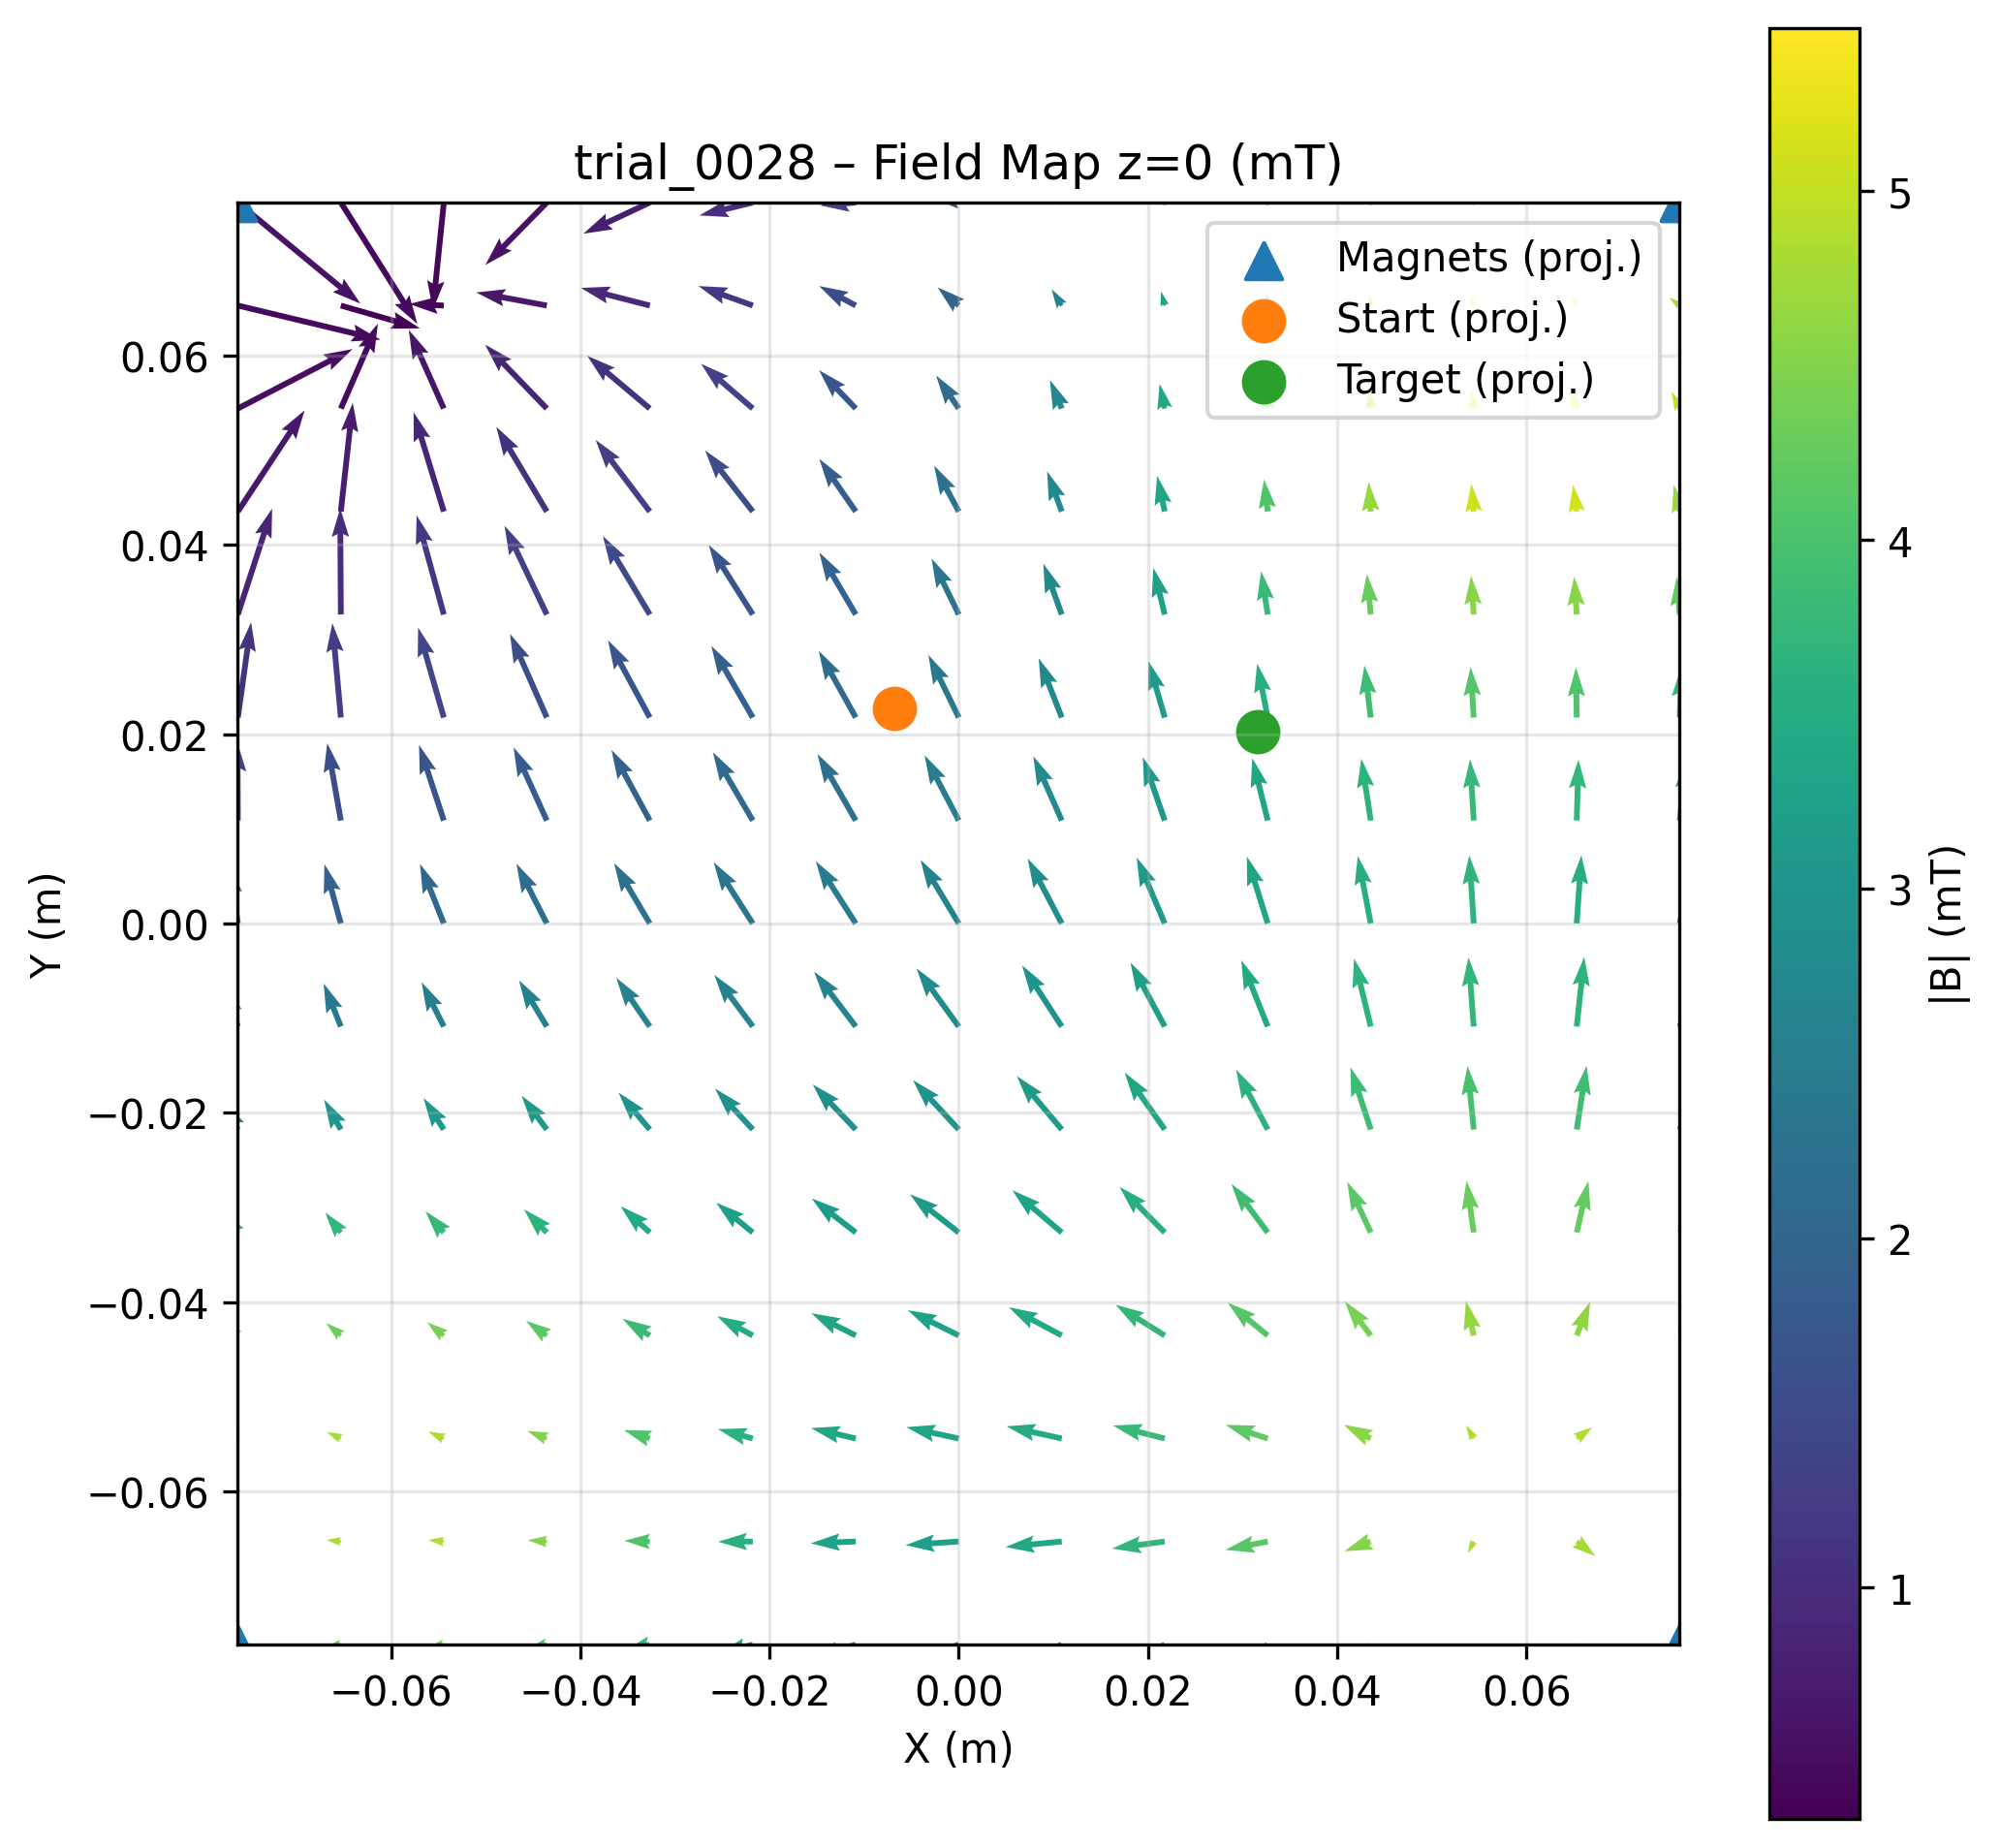 trial_0028 – Field Map z=0 (mT)
Magnets (proj.)
Start (proj.)
Target (proj.)
0.06
0.04
0.02
0.00
−0.02
−0.04
−0.06
Y (m)
−0.06
−0.04
−0.02
0.00
0.02
0.04
0.06
X (m)
5
4
3
2
1
|B| (mT)